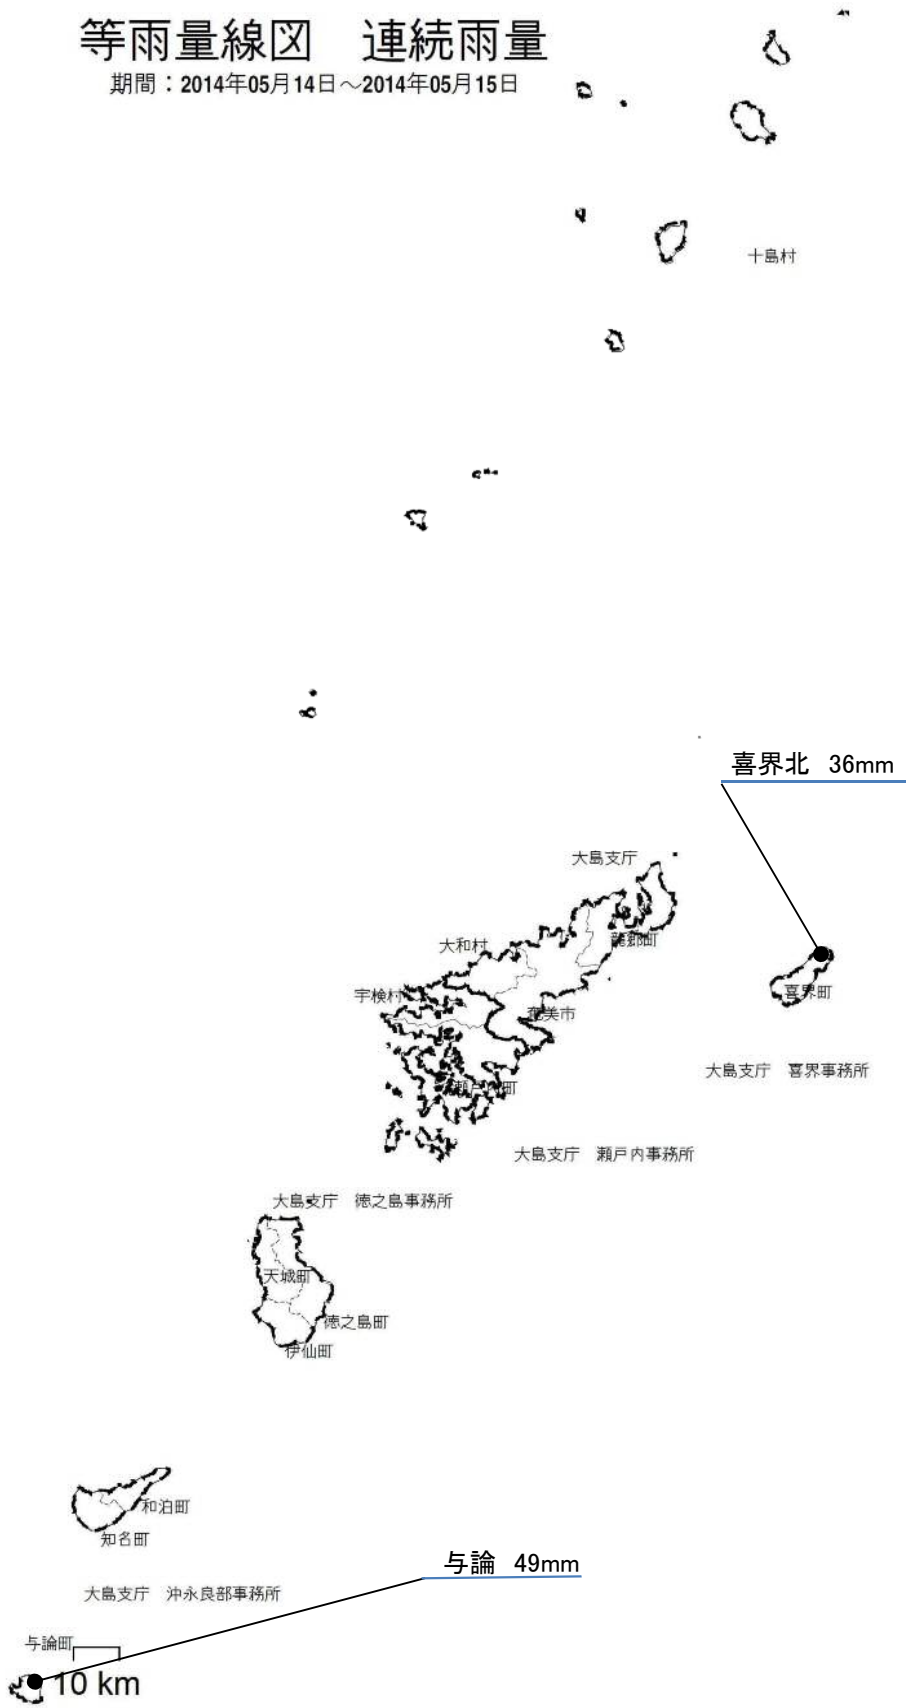 等雨量線図　連続雨量
期間：2014年05月14日～2014年05月15日
十島村
喜界北　36mm
大島支庁
龍郷町
大和村
喜界町
宇検村
奄美市
大島支庁　喜界事務所
瀬戸内町
大島支庁　瀬戸内事務所
大島支庁　徳之島事務所
天城町
徳之島町
伊仙町
和泊町
知名町
与論　49mm
大島支庁　沖永良部事務所
与論町
10 km